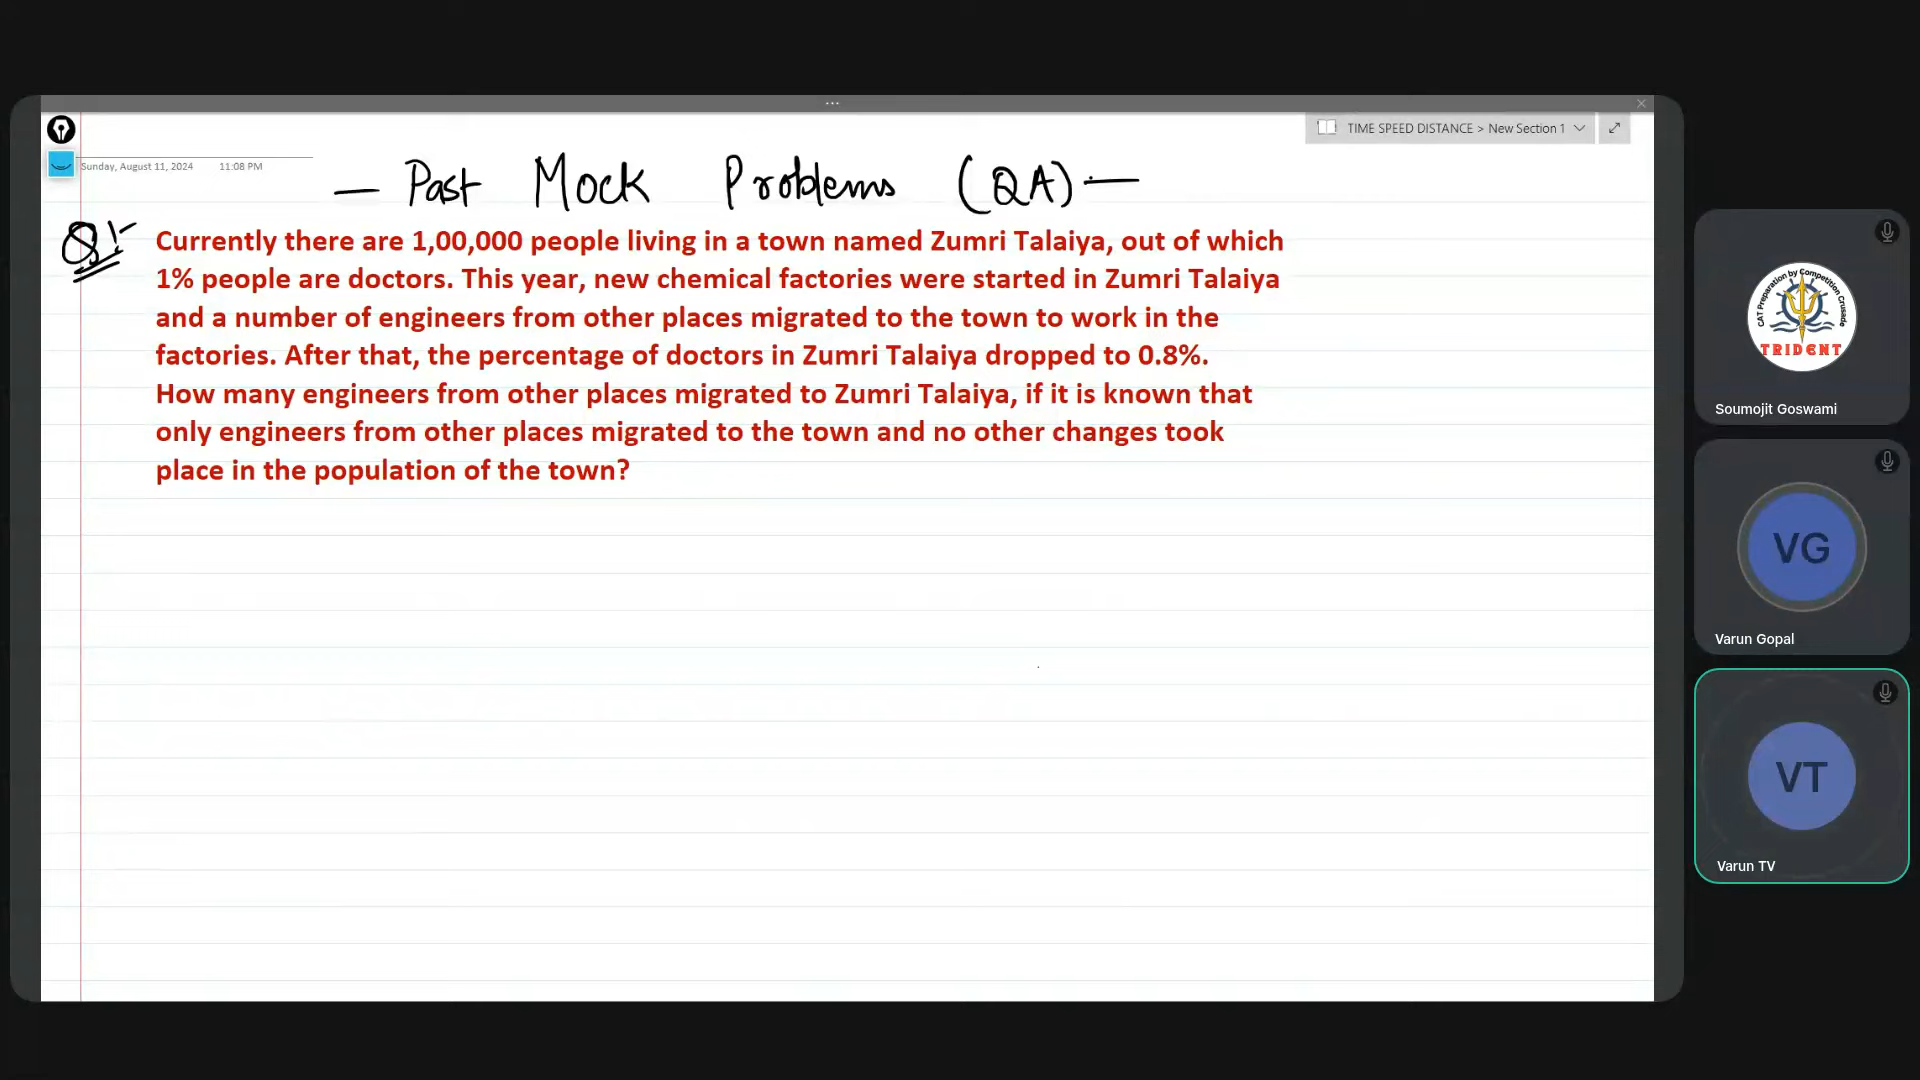 TIME SPEED DISTANCE > New Section 1
Sunday, August 11, 2024 11:08 PM
— Past Mock Problems (QA) —
Q1:-
Currently there are 1,00,000 people living in a town named Zumri Talaiya, out of which
1% people are doctors. This year, new chemical factories were started in Zumri Talaiya
and a number of engineers from other places migrated to the town to work in the
factories. After that, the percentage of doctors in Zumri Talaiya dropped to 0.8%.
How many engineers from other places migrated to Zumri Talaiya, if it is known that
only engineers from other places migrated to the town and no other changes took
place in the population of the town?
CAT Preparation by Competition Crusade
TRIDENT
Soumojit Goswami
VG
Varun Gopal
VT
Varun TV